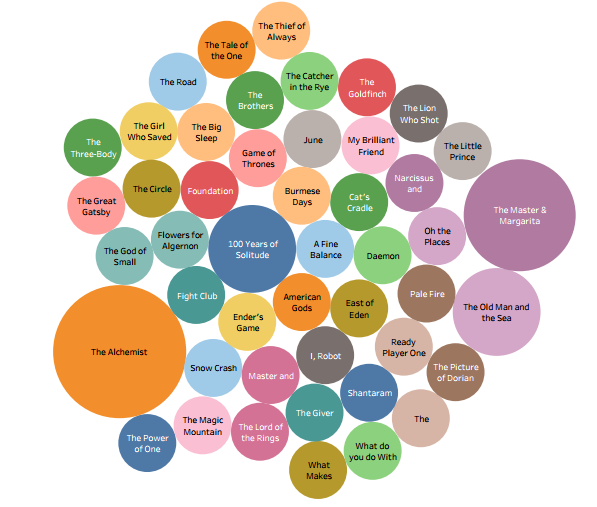 The Thief of
Always
The Tale of
the One
The Road
The Catcher
in the Rye
The
Goldfinch
The
Brothers
The Lion
Who Shot
The Girl
Who Saved
The Big
Sleep
June
My Brilliant
Friend
The Little
Prince
The
Three-Body
Game of
Thrones
The Circle
Foundation
Burmese
Days
Cat's
Cradle
Narcissus
and
The Great
Gatsby
The Master &
Margarita
Flowers for
Algernon
100 Years of
Solitude
A Fine
Balance
Daemon
Oh the
Places
The God of
Small
Fight Club
American
Gods
East of
Eden
Pale Fire
The Old Man and
the Sea
Ender's
Game
The Alchemist
I, Robot
Ready
Player One
Snow Crash
Master and
Shantaram
The Picture
of Dorian
The Magic
Mountain
The Lord of
the Rings
The Giver
The
The Power
of One
What do
you do With
What
Makes